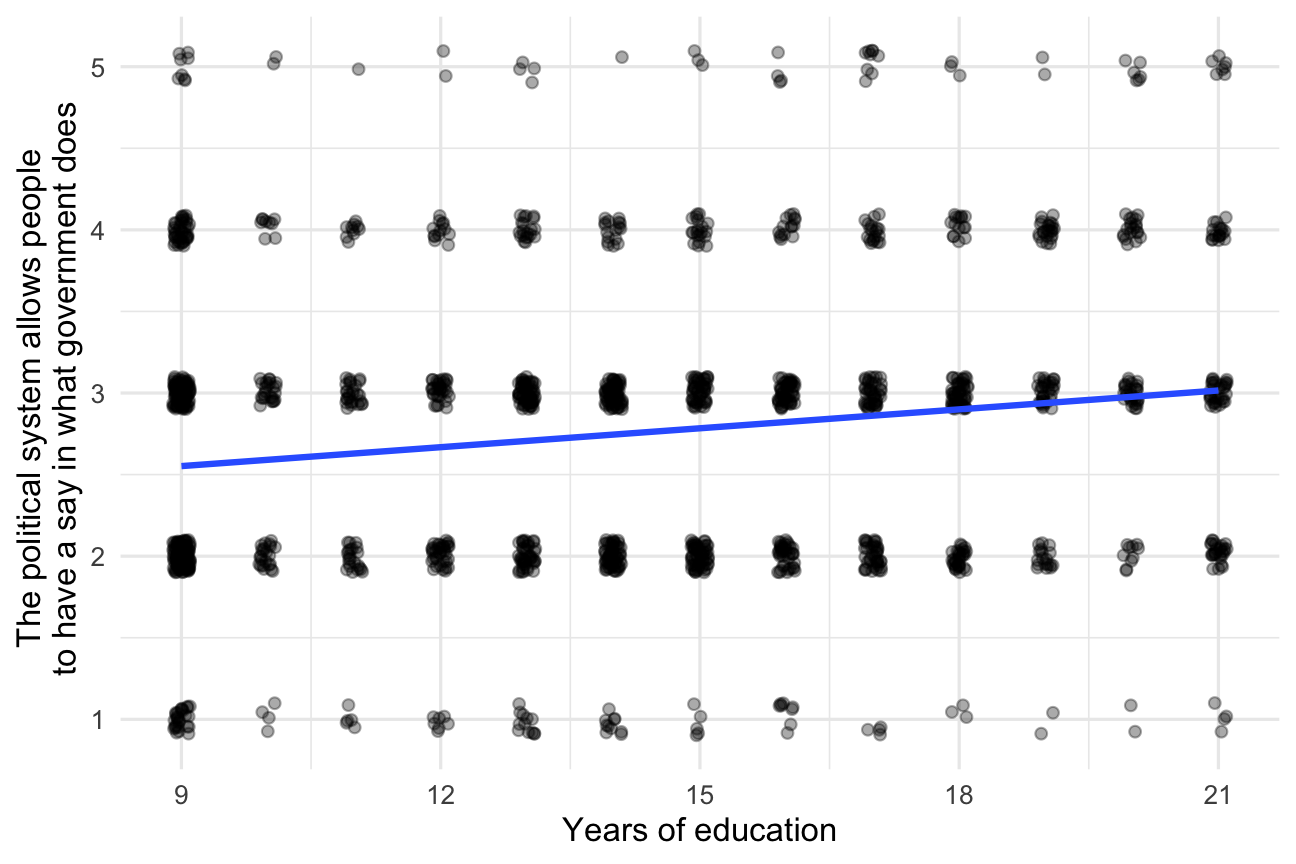 The political system allows people
to have a say in what government does
5
4
3
2
1
9 12 15 18 21
Years of education